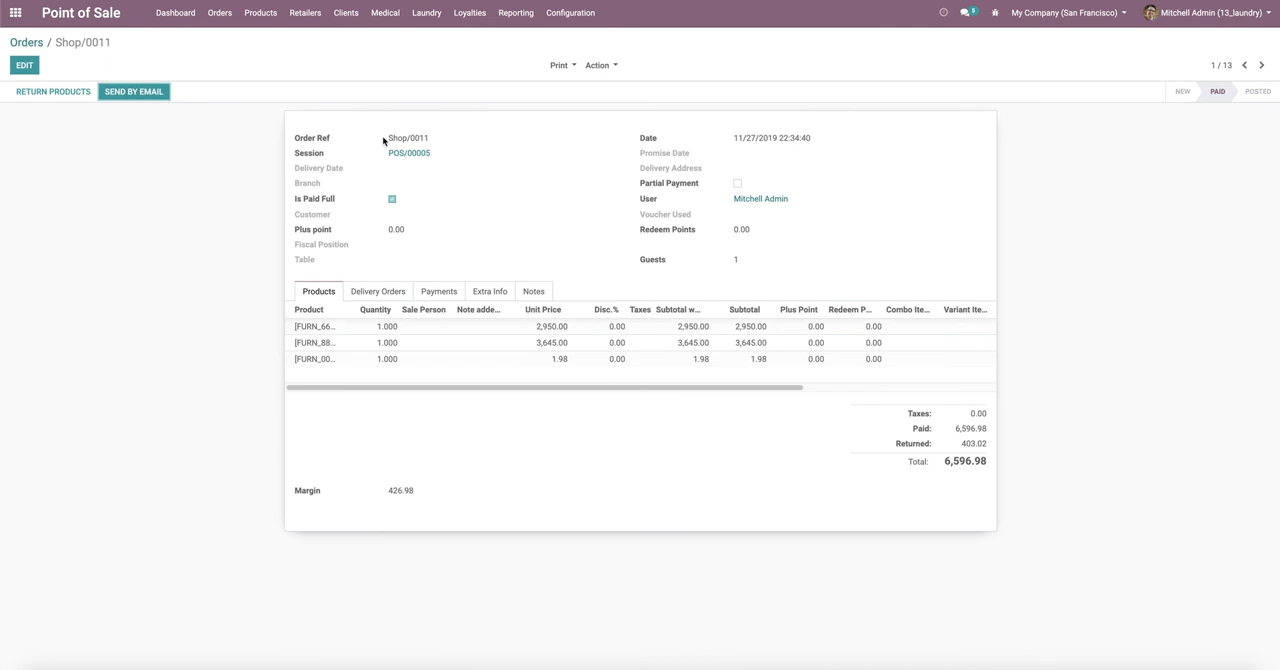 Point of Sale Dashboard Orders Products Retailers Clients Medical Laundry Loyalties Reporting Configuration 5 My Company (San Francisco) Mitchell Admin (13_laundry)
Orders / Shop/0011
EDIT Print Action 1 / 13
RETURN PRODUCTS SEND BY EMAIL NEW PAID POSTED
Order Ref Shop/0011 Date 11/27/2019 22:34:40
Session POS/00005 Promise Date
Delivery Date Delivery Address
Branch Partial Payment
Is Paid Full User Mitchell Admin
Customer Voucher Used
Plus point 0.00 Redeem Points 0.00
Fiscal Position
Table Guests 1
Products Delivery Orders Payments Extra Info Notes
Product Quantity Sale Person Note adde... Unit Price Disc.% Taxes Subtotal w... Subtotal Plus Point Redeem P... Combo Ite... Variant Ite...
[FURN_66... 1.000 2,950.00 0.00 2,950.00 2,950.00 0.00 0.00
[FURN_88... 1.000 3,645.00 0.00 3,645.00 3,645.00 0.00 0.00
[FURN_00... 1.000 1.98 0.00 1.98 1.98 0.00 0.00
Taxes: 0.00
Paid: 6,596.98
Returned: 403.02
Total: 6,596.98
Margin 426.98